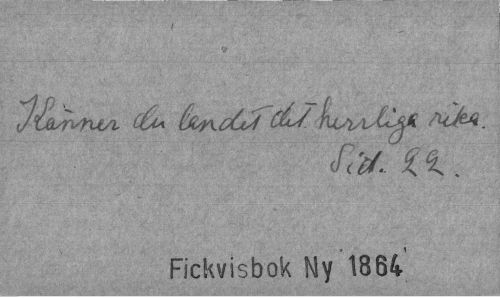 Känner du landet det herrliga rika.
Sid. 22.
Fickvisbok Ny 1864